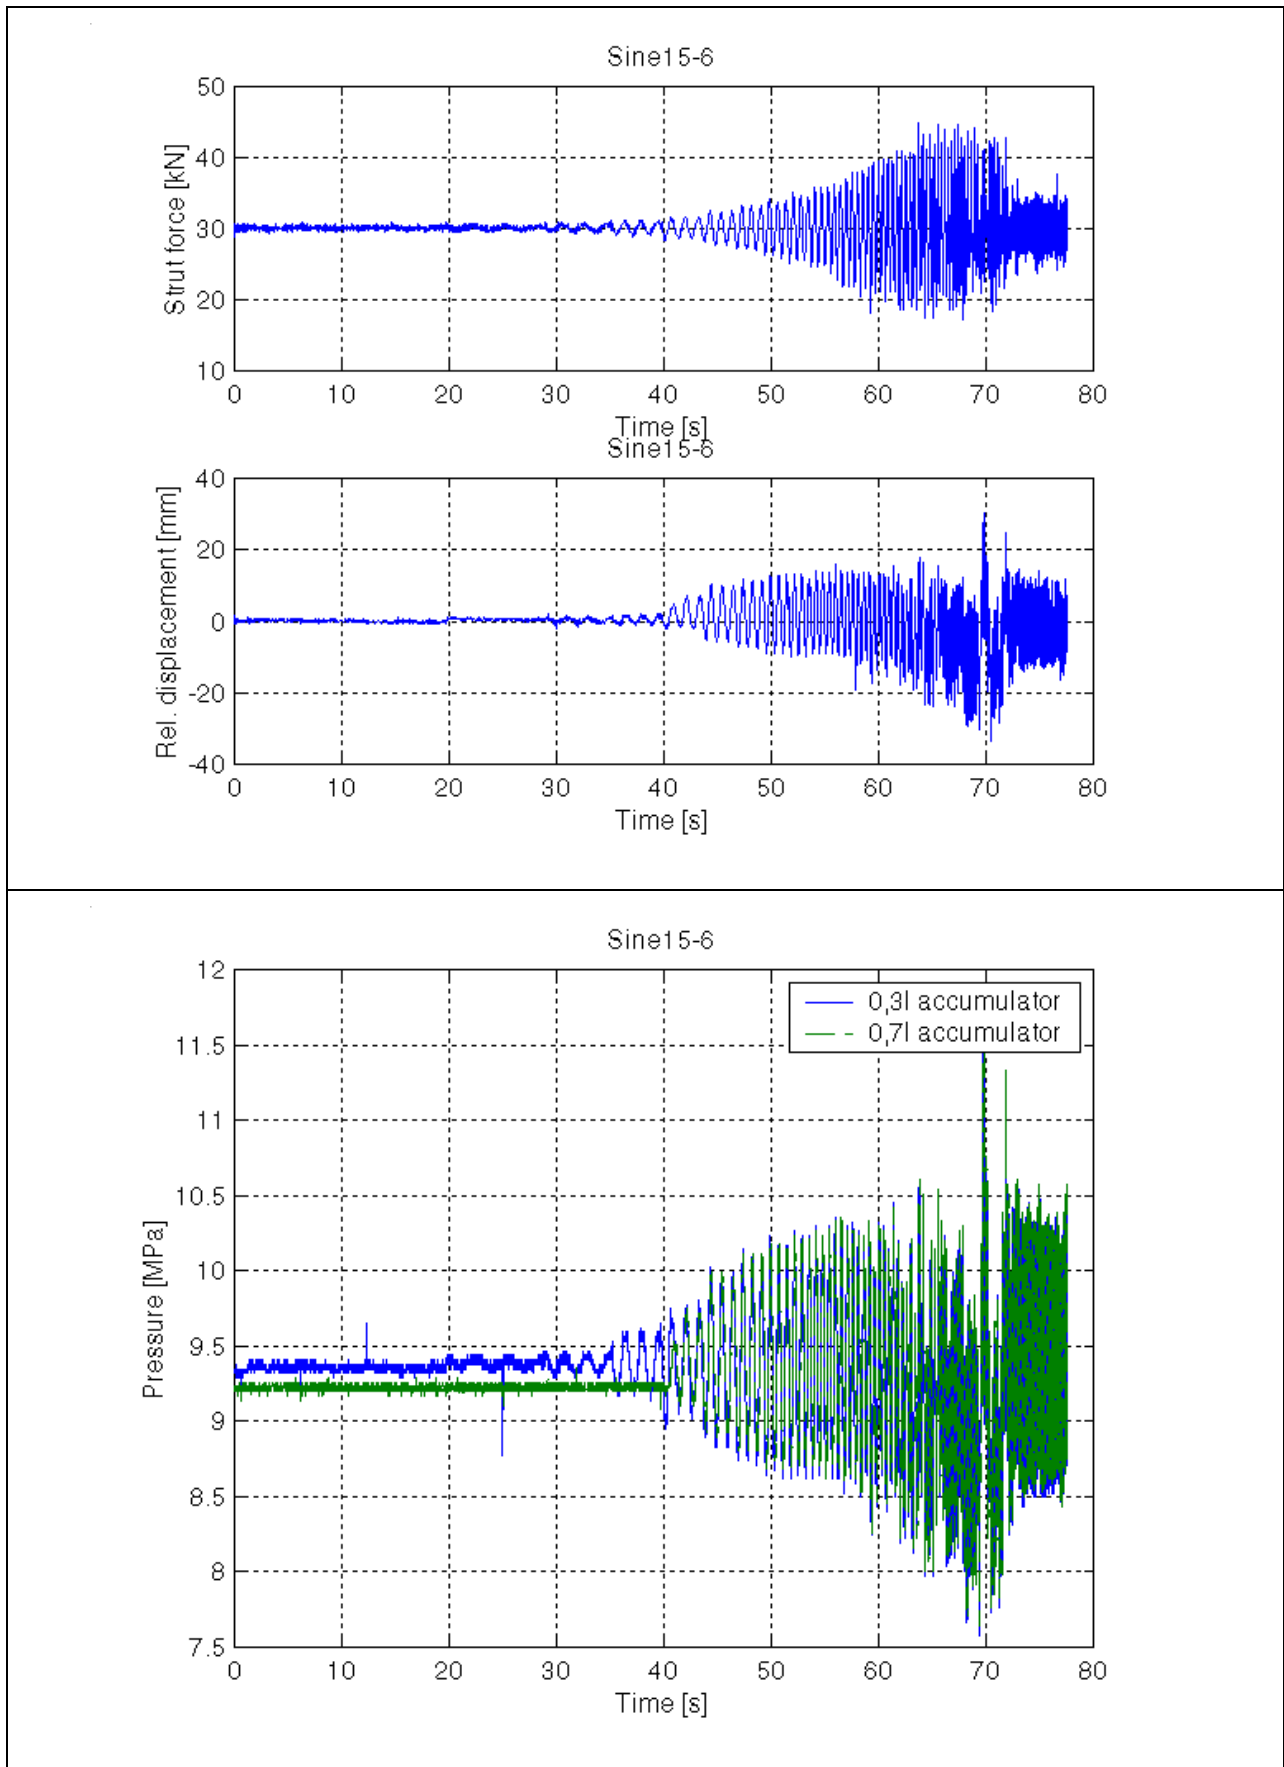 Sine15-6
50
40
30
20
10
Strut force [kN]
0 10 20 30 40 50 60 70 80
Time [s]
Sine15-6
40
20
0
-20
-40
Rel. displacement [mm]
0 10 20 30 40 50 60 70 80
Time [s]
Sine15-6
12
11.5
11
10.5
10
9.5
9
8.5
8
7.5
Pressure [MPa]
0,3l accumulator
0,7l accumulator
0 10 20 30 40 50 60 70 80
Time [s]